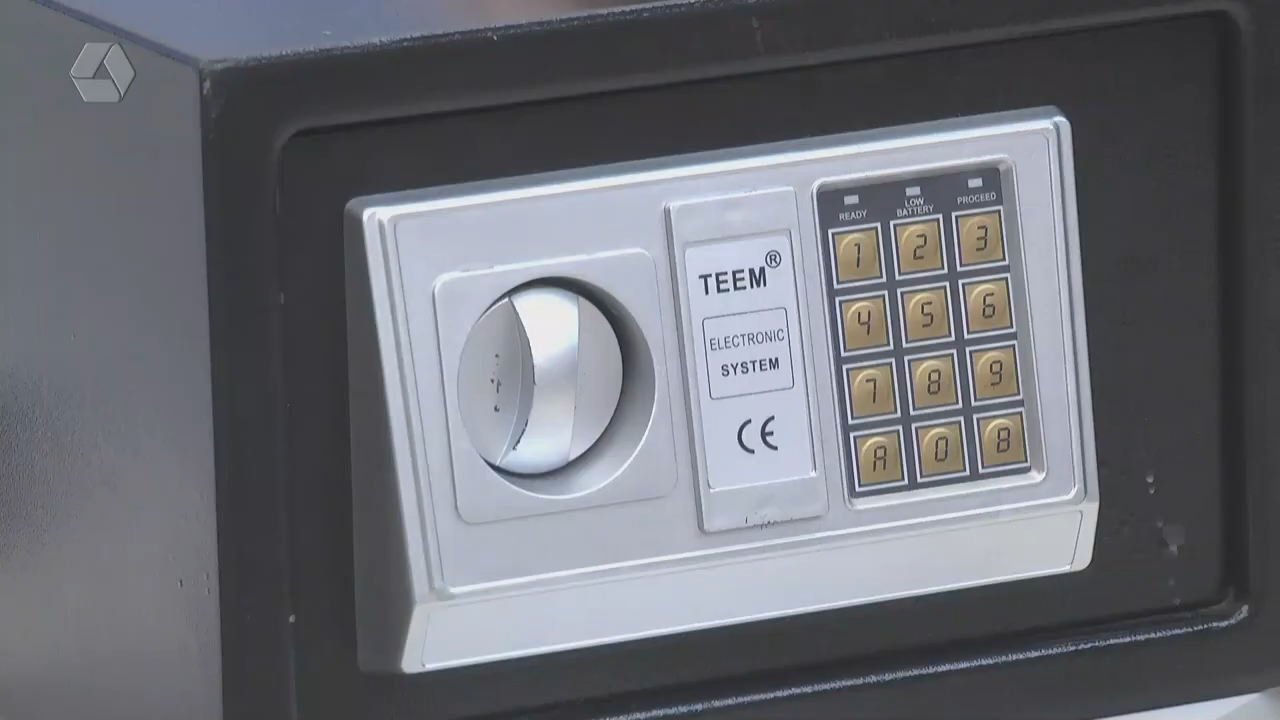 READY
LOW
BATTERY
PROCEED
1 2 3
4 5 6
7 8 9
A 0 B
TEEM®
ELECTRONIC
SYSTEM
CE